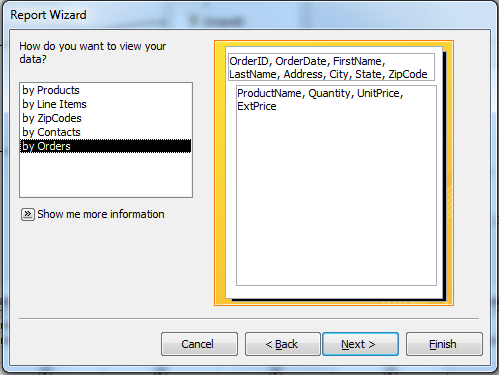 Report Wizard
How do you want to view your
data?
by Products
by Line Items
by ZipCodes
by Contacts
by Orders
Show me more information
OrderID, OrderDate, FirstName,
LastName, Address, City, State, ZipCode
ProductName, Quantity, UnitPrice,
ExtPrice
Cancel
< Back
Next >
Finish